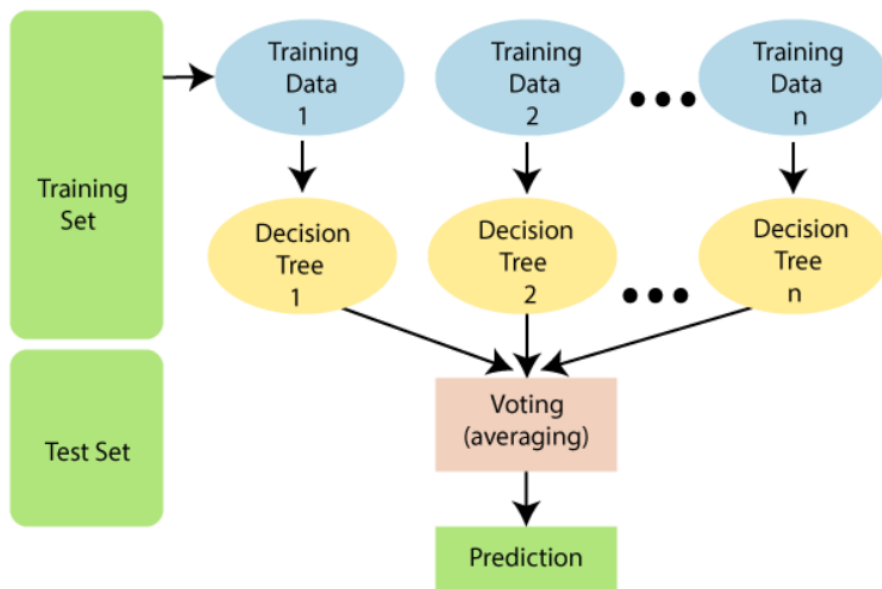 Training
Set
Test Set
Training
Data
1
Training
Data
2
Training
Data
n
Decision
Tree
1
Decision
Tree
2
Decision
Tree
n
Voting
(averaging)
Prediction